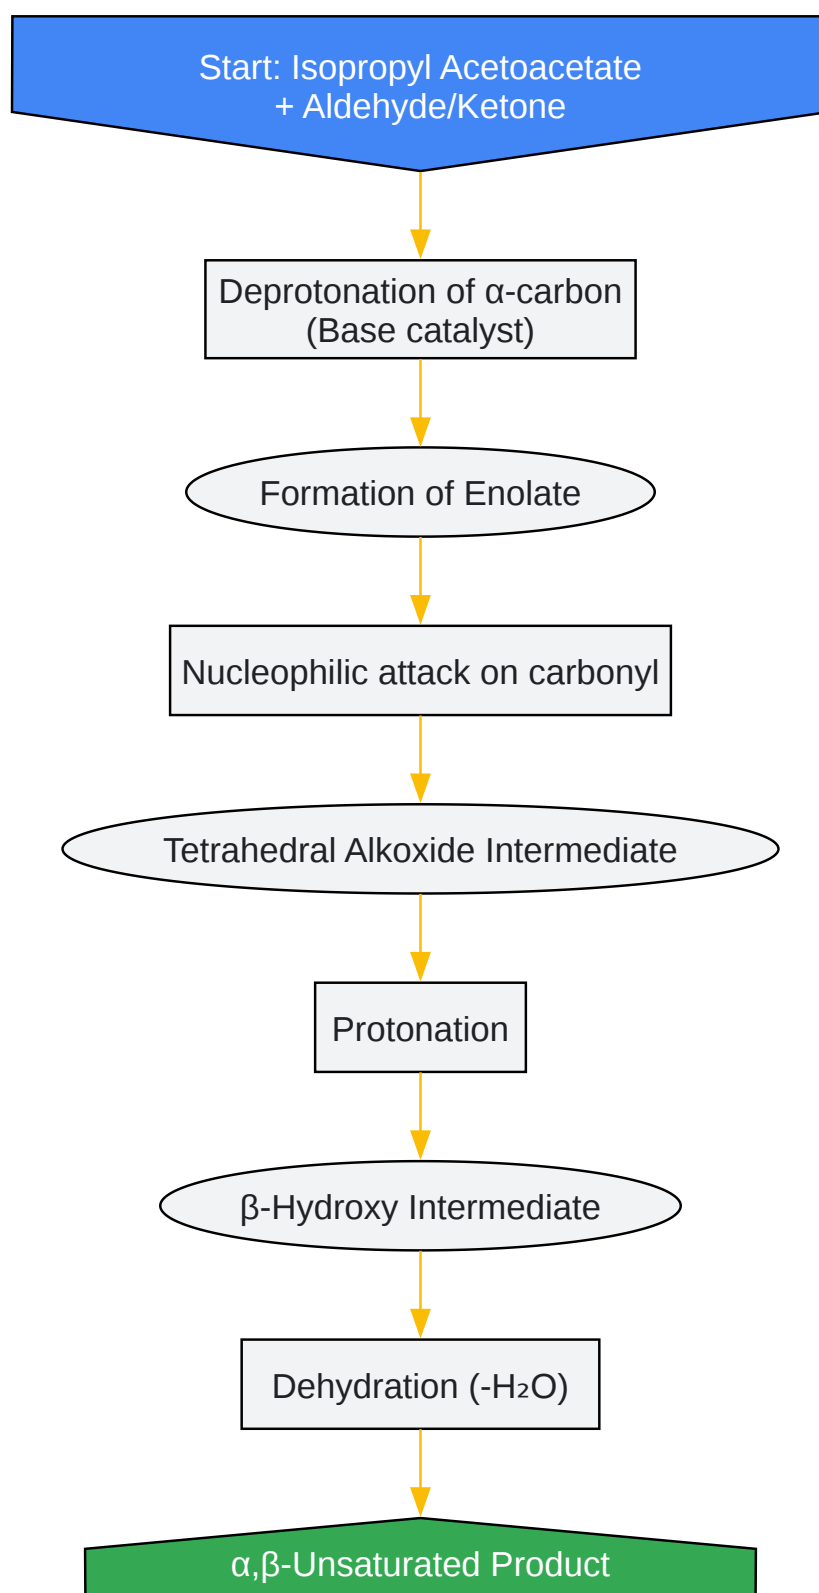 Start: Isopropyl Acetoacetate
+ Aldehyde/Ketone
Deprotonation of α-carbon
(Base catalyst)
Formation of Enolate
Nucleophilic attack on carbonyl
Tetrahedral Alkoxide Intermediate
Protonation
β-Hydroxy Intermediate
Dehydration (-H₂O)
α,β-Unsaturated Product